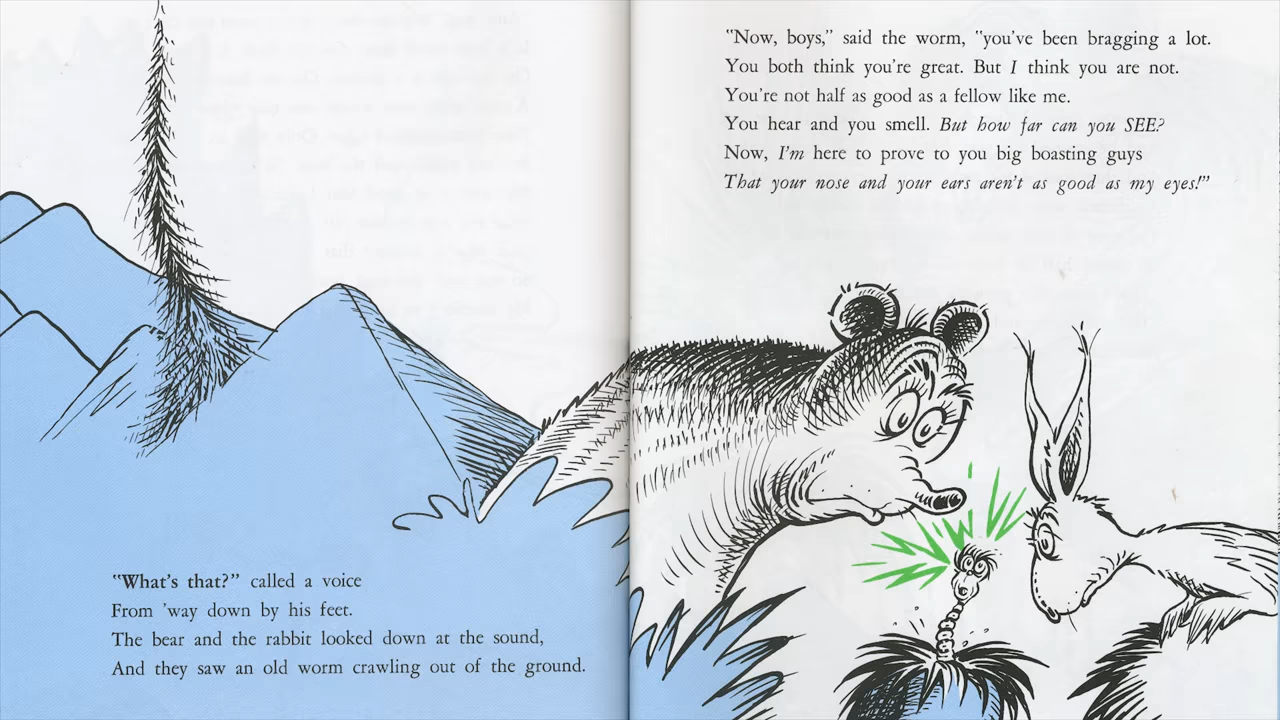 "What's that?" called a voice
From 'way down by his feet.
The bear and the rabbit looked down at the sound,
And they saw an old worm crawling out of the ground.
"Now, boys," said the worm, "you've been bragging a lot.
You both think you're great. But I think you are not.
You're not half as good as a fellow like me.
You hear and you smell. But how far can you SEE?
Now, I'm here to prove to you big boasting guys
That your nose and your ears aren't as good as my eyes!"